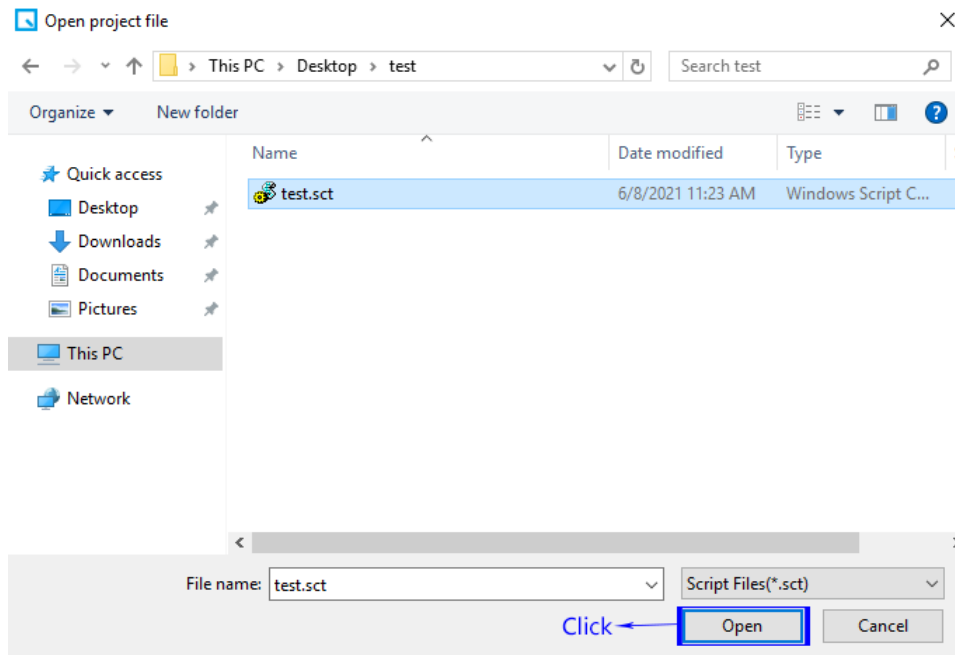 Open project file
This PC > Desktop > test
Search test
Organize
New folder
?
Name
Date modified
Type
Quick access
test.sct
6/8/2021 11:23 AM
Windows Script C...
Desktop
Downloads
Documents
Pictures
This PC
Network
File name:
test.sct
Script Files(*.sct)
Click
Open
Cancel